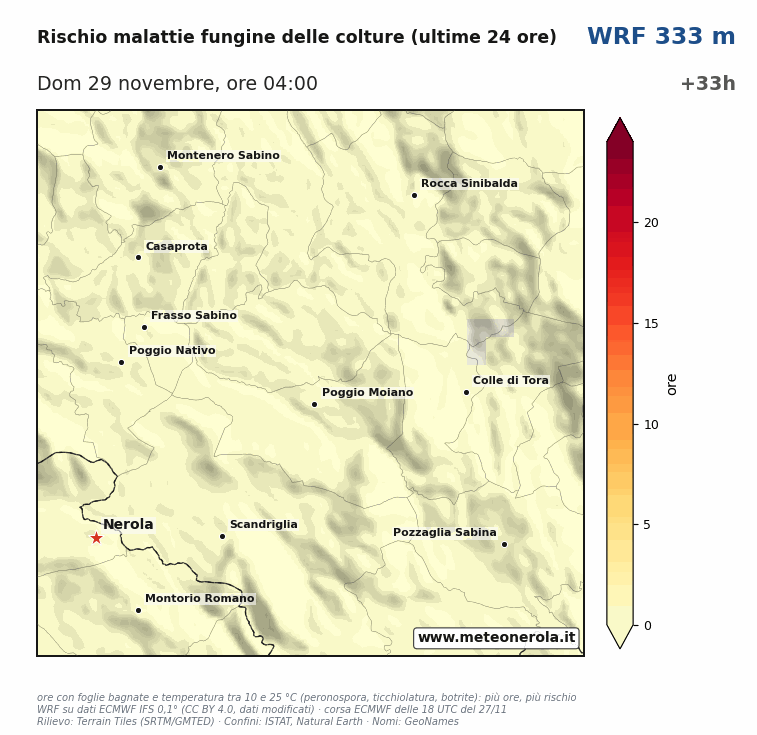 Rischio malattie fungine delle colture (ultime 24 ore)
WRF 333 m
Dom 29 novembre, ore 04:00
+33h
Montenero Sabino
Rocca Sinibalda
Casaprota
Frasso Sabino
Poggio Nativo
Colle di Tora
Poggio Moiano
Nerola
Scandriglia
Pozzaglia Sabina
Montorio Romano
www.meteonerola.it
20
15
10
5
0
ore
ore con foglie bagnate e temperatura tra 10 e 25 °C (peronospora, ticchiolatura, botrite): più ore, più rischio
WRF su dati ECMWF IFS 0,1° (CC BY 4.0, dati modificati) · corsa ECMWF delle 18 UTC del 27/11
Rilievo: Terrain Tiles (SRTM/GMTED) · Confini: ISTAT, Natural Earth · Nomi: GeoNames